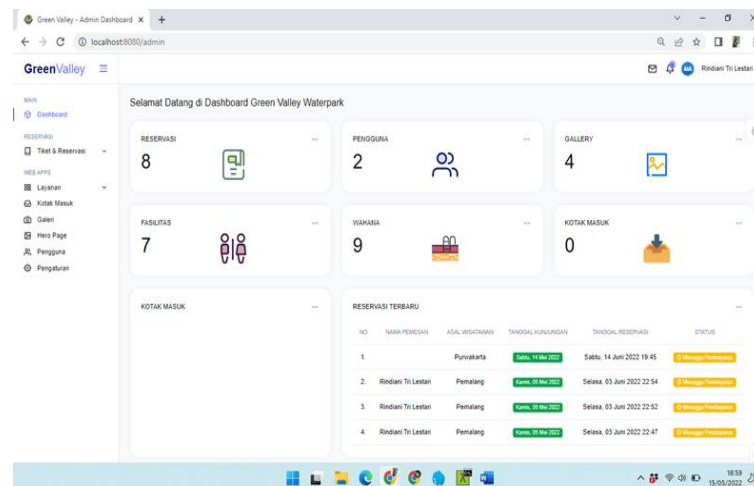 Green Valley - Admin Dashboard
localhost:8080/admin
GreenValley
Rindiani Tri Lestari
MAIN
Dashboard
RESERVASI
Tiket & Reservasi
WEB APPS
Layanan
Kotak Masuk
Galeri
Hero Page
Pengguna
Pengaturan
Selamat Datang di Dashboard Green Valley Waterpark
RESERVASI
8
PENGGUNA
2
GALLERY
4
FASILITAS
7
WAHANA
9
KOTAK MASUK
0
KOTAK MASUK
RESERVASI TERBARU
NO NAMA PEMESAN ASAL WISATAWAN TANGGAL KUNJUNGAN TANGGAL RESERVASI STATUS
1. Purwakarta Sabtu, 14 Mei 2022 Sabtu, 14 Juni 2022 19:45 Menunggu Pembayaran
2. Rindiani Tri Lestari Pemalang Kamis, 05 Mei 2022 Selasa, 03 Juni 2022 22:54 Menunggu Pembayaran
3. Rindiani Tri Lestari Pemalang Kamis, 05 Mei 2022 Selasa, 03 Juni 2022 22:52 Menunggu Pembayaran
4. Rindiani Tri Lestari Pemalang Kamis, 05 Mei 2022 Selasa, 03 Juni 2022 22:47 Menunggu Pembayaran
18:59
15/05/2022